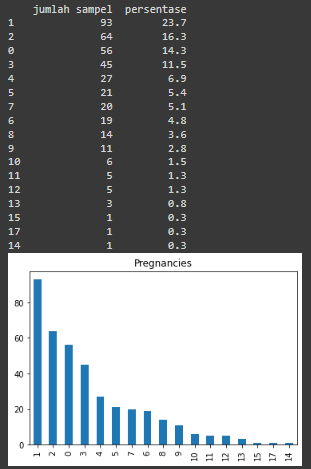 jumlah sampel persentase
1 93 23.7
2 64 16.3
0 56 14.3
3 45 11.5
4 27 6.9
5 21 5.4
7 20 5.1
6 19 4.8
8 14 3.6
9 11 2.8
10 6 1.5
11 5 1.3
12 5 1.3
13 3 0.8
15 1 0.3
17 1 0.3
14 1 0.3
Pregnancies
80
60
40
20
0
1 2 0 3 4 5 7 6 8 9 10 11 12 13 15 17 14